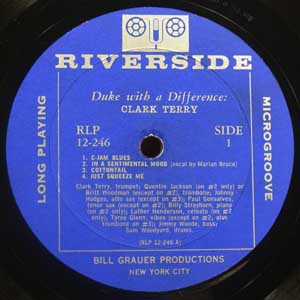 RIVERSIDE
LONG PLAYING
MICROGROOVE
Duke with a Difference:
CLARK TERRY
RLP
12-246
SIDE
1
1. C-JAM BLUES
2. IN A SENTIMENTAL MOOD (vocal by Marian Bruce)
3. COTTONTAIL
4. JUST SQUEEZE ME
Clark Terry, trumpet; Quentin Jackson (on #2 only) or
Britt Woodman (except on #2), trombone; Johnny
Hodges, alto sax (except on #3); Paul Gonsalves,
tenor sax (except on #2); Billy Strayhorn, piano
(on #2 only); Luther Henderson, celeste (on #2
only); Tyree Glenn, vibes (except on #2, also
trombone on #3); Jimmy Woode, bass;
Sam Woodyard, drums.
(RLP 12-246 A)
BILL GRAUER PRODUCTIONS
NEW YORK CITY